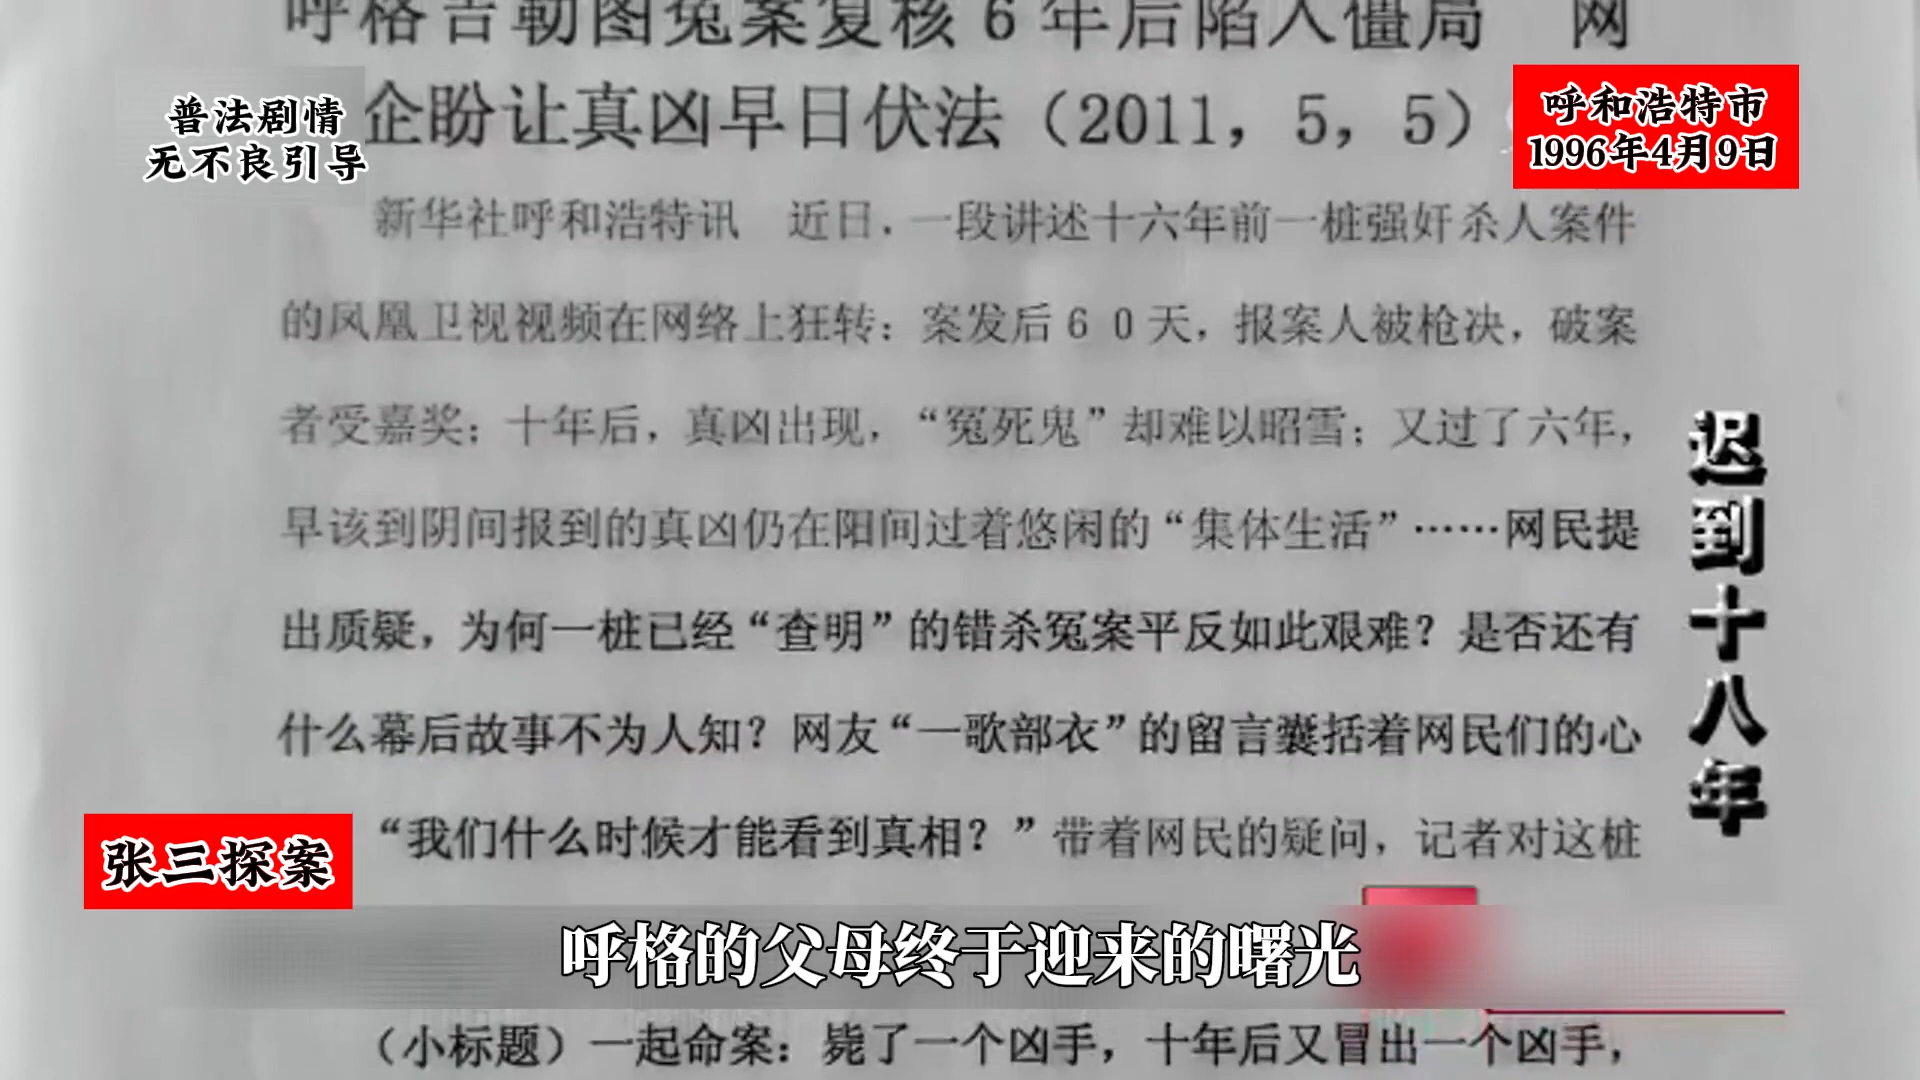 呼格吉勒图冤案复核6年后陷入僵局 网
企盼让真凶早日伏法（2011，5，5）
普法剧情
无不良引导
呼和浩特市
1996年4月9日
新华社呼和浩特讯 近日，一段讲述十六年前一桩强奸杀人案件
的凤凰卫视视频在网络上狂转：案发后60天，报案人被枪决，破案
者受嘉奖；十年后，真凶出现，“冤死鬼”却难以昭雪；又过了六年，
早该到阴间报到的真凶仍在阳间过着悠闲的“集体生活”……网民提
出质疑，为何一桩已经“查明”的错杀冤案平反如此艰难？是否还有
什么幕后故事不为人知？网友“一歌部衣”的留言囊括着网民们的心
“我们什么时候才能看到真相？”带着网民的疑问，记者对这桩
迟到十八年
张三探案
呼格的父母终于迎来的曙光
（小标题）一起命案：毙了一个凶手，十年后又冒出一个凶手，